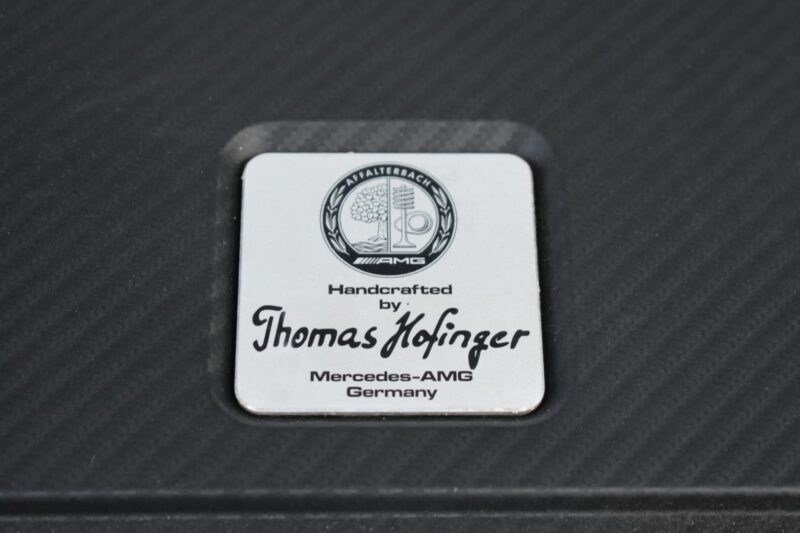 AFFALTERBACH
AMG
Handcrafted
by
Thomas Hofinger
Mercedes-AMG
Germany